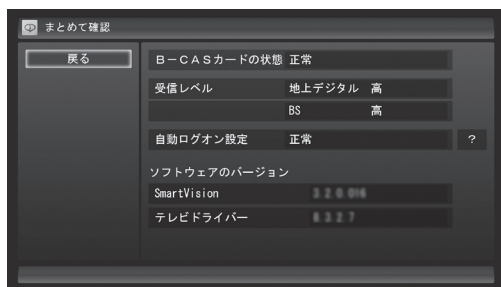 まとめて確認
戻る
B-CASカードの状態 正常
受信レベル 地上デジタル 高
BS 高
自動ログオン設定 正常 ?
ソフトウェアのバージョン
SmartVision
テレビドライバー